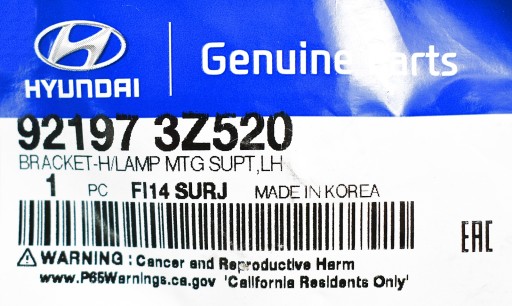 HYUNDAI
Genuine Parts
92197 3Z520
BRACKET-H/LAMP MTG SUPT,LH
1 PC FI14 SURJ MADE IN KOREA
EAC
WARNING : Cancer and Reproductive Harm
www.P65Warnings.ca.gov 'California Residents Only'